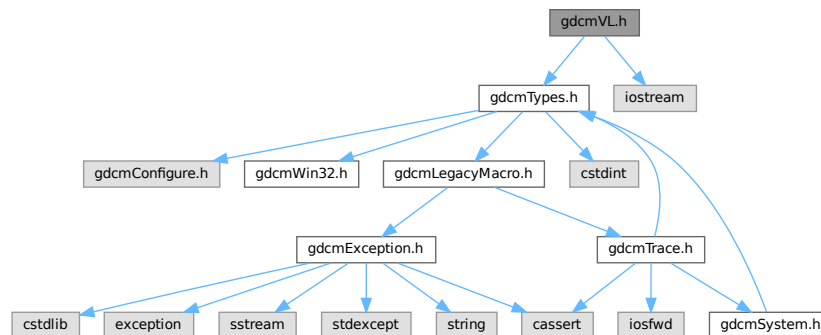 gdcmVL.h
gdcmTypes.h
iostream
gdcmConfigure.h
gdcmWin32.h
gdcmLegacyMacro.h
cstdint
gdcmException.h
gdcmTrace.h
cstdlib
exception
sstream
stdexcept
string
cassert
iosfwd
gdcmSystem.h